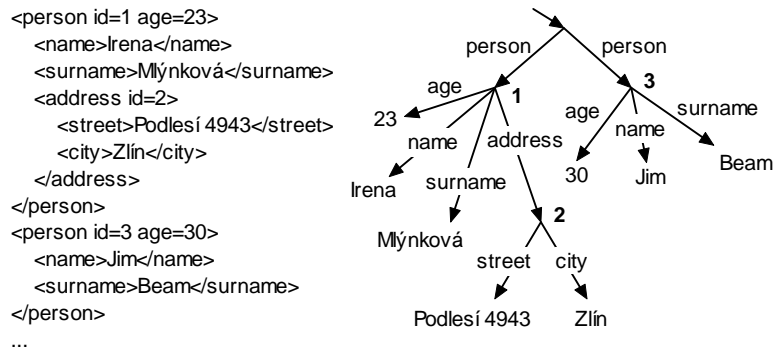 <person id=1 age=23>
<name>Irena</name>
<surname>Mlýnková</surname>
<address id=2>
<street>Podlesí 4943</street>
<city>Zlín</city>
</address>
</person>
<person id=3 age=30>
<name>Jim</name>
<surname>Beam</surname>
</person>
...
person person
age 1 3
23 age surname
name address name
Irena surname 30 Jim Beam
Mlýnková 2
street city
Podlesí 4943 Zlín